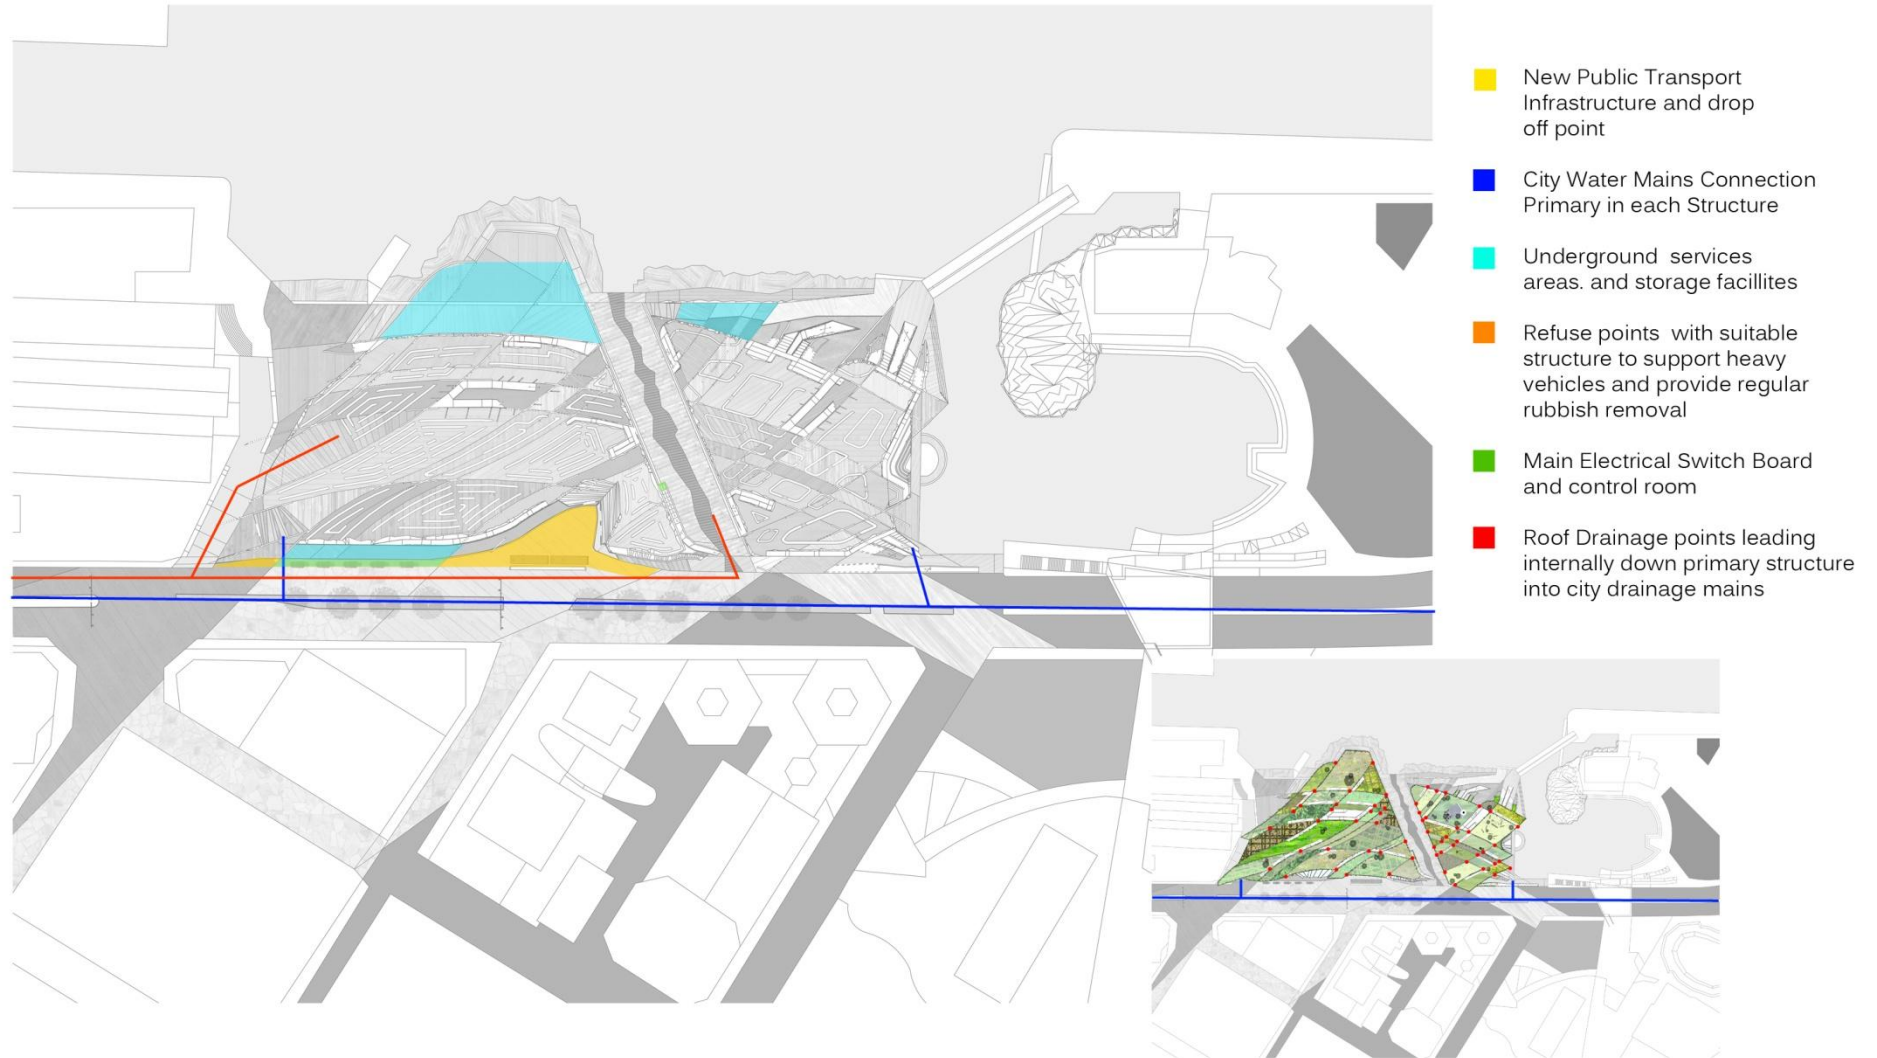 New Public Transport
Infrastructure and drop
off point
City Water Mains Connection
Primary in each Structure
Underground services
areas. and storage facillites
Refuse points with suitable
structure to support heavy
vehicles and provide regular
rubbish removal
Main Electrical Switch Board
and control room
Roof Drainage points leading
internally down primary structure
into city drainage mains